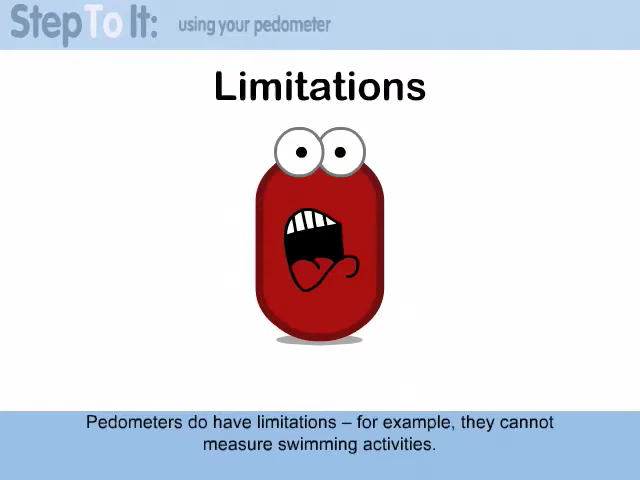 StepTo It: using your pedometer
Limitations
Pedometers do have limitations – for example, they cannot
measure swimming activities.